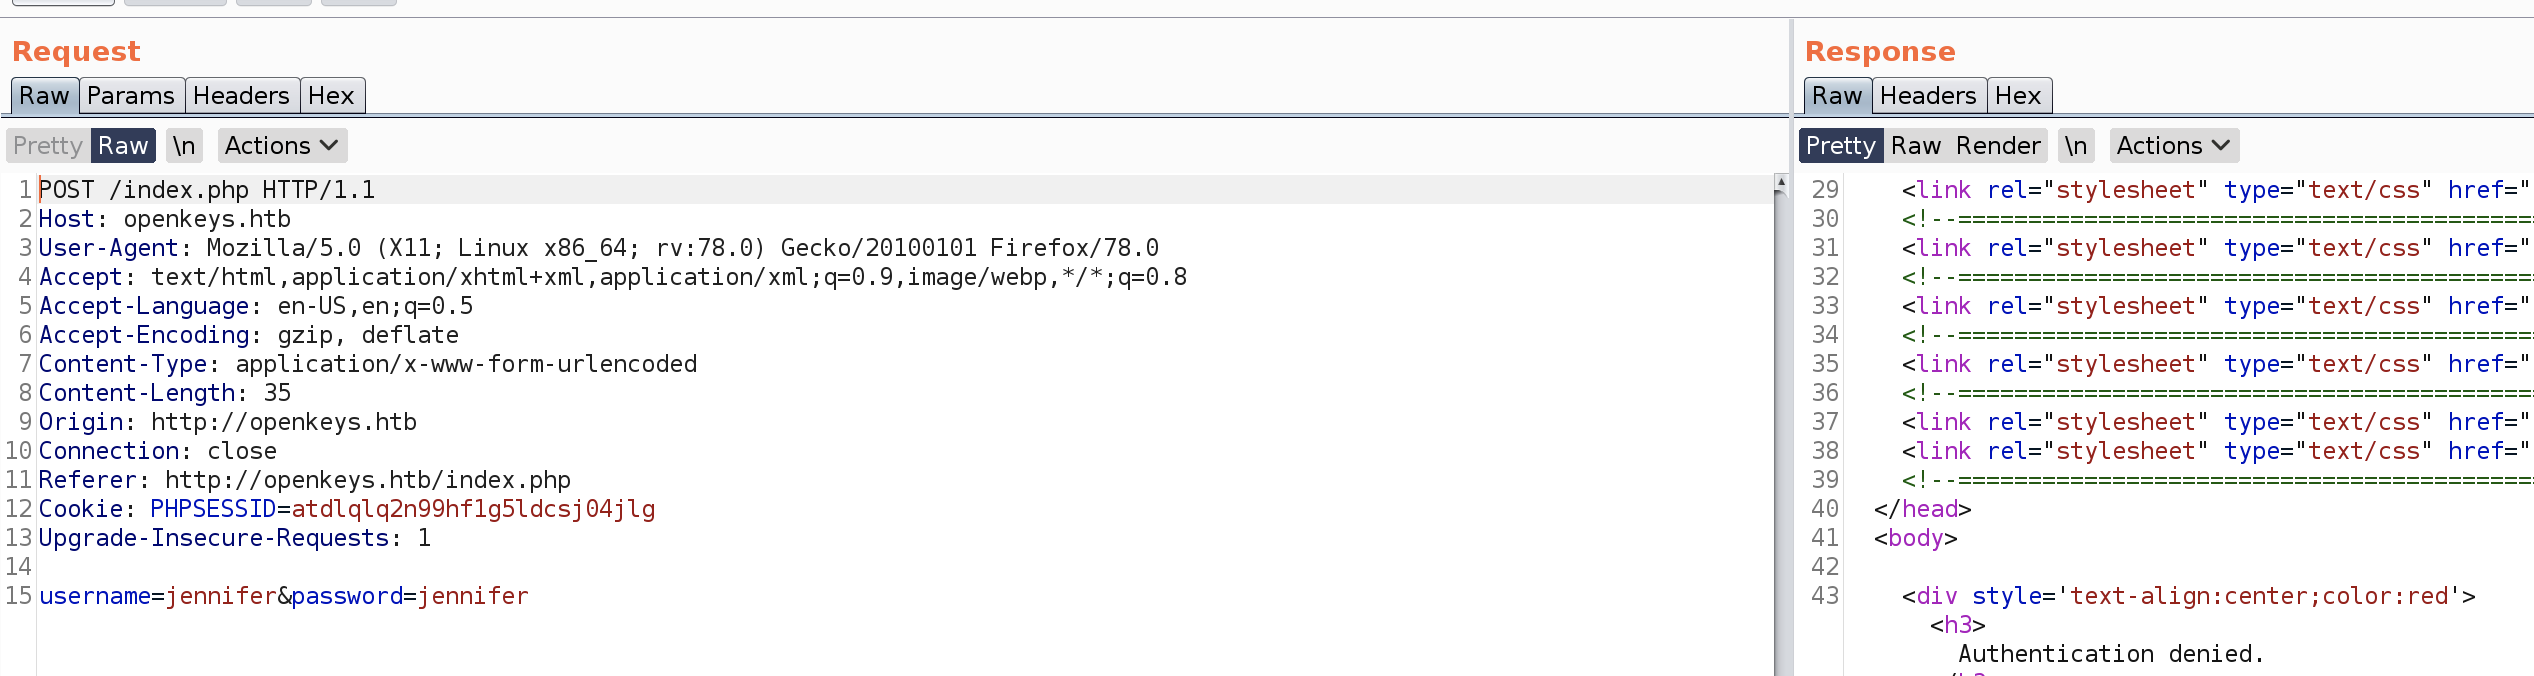 Request
Raw Params Headers Hex
Pretty Raw \n Actions
1 POST /index.php HTTP/1.1
2 Host: openkeys.htb
3 User-Agent: Mozilla/5.0 (X11; Linux x86_64; rv:78.0) Gecko/20100101 Firefox/78.0
4 Accept: text/html,application/xhtml+xml,application/xml;q=0.9,image/webp,*/*;q=0.8
5 Accept-Language: en-US,en;q=0.5
6 Accept-Encoding: gzip, deflate
7 Content-Type: application/x-www-form-urlencoded
8 Content-Length: 35
9 Origin: http://openkeys.htb
10 Connection: close
11 Referer: http://openkeys.htb/index.php
12 Cookie: PHPSESSID=atdlqlq2n99hf1g5ldcsj04jlg
13 Upgrade-Insecure-Requests: 1
14
15 username=jennifer&password=jennifer
Response
Raw Headers Hex
Pretty Raw Render \n Actions
29 <link rel="stylesheet" type="text/css" href="
30 <!--=========================================
31 <link rel="stylesheet" type="text/css" href="
32 <!--=========================================
33 <link rel="stylesheet" type="text/css" href="
34 <!--=========================================
35 <link rel="stylesheet" type="text/css" href="
36 <!--=========================================
37 <link rel="stylesheet" type="text/css" href="
38 <link rel="stylesheet" type="text/css" href="
39 <!--=========================================
40 </head>
41 <body>
42
43 <div style='text-align:center;color:red'>
<h3>
Authentication denied.